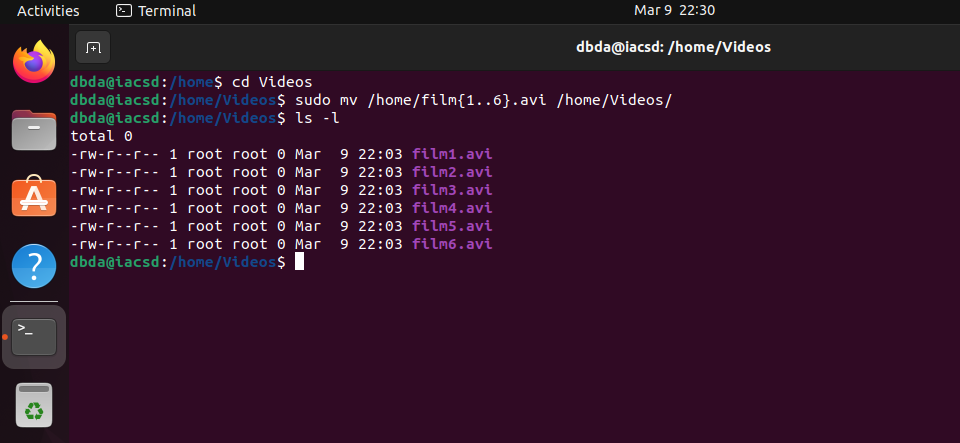 Activities Terminal Mar 9 22:30
dbda@iacsd: /home/Videos
dbda@iacsd:/home$ cd Videos
dbda@iacsd:/home/Videos$ sudo mv /home/film{1..6}.avi /home/Videos/
dbda@iacsd:/home/Videos$ ls -l
total 0
-rw-r--r-- 1 root root 0 Mar  9 22:03 film1.avi
-rw-r--r-- 1 root root 0 Mar  9 22:03 film2.avi
-rw-r--r-- 1 root root 0 Mar  9 22:03 film3.avi
-rw-r--r-- 1 root root 0 Mar  9 22:03 film4.avi
-rw-r--r-- 1 root root 0 Mar  9 22:03 film5.avi
-rw-r--r-- 1 root root 0 Mar  9 22:03 film6.avi
dbda@iacsd:/home/Videos$